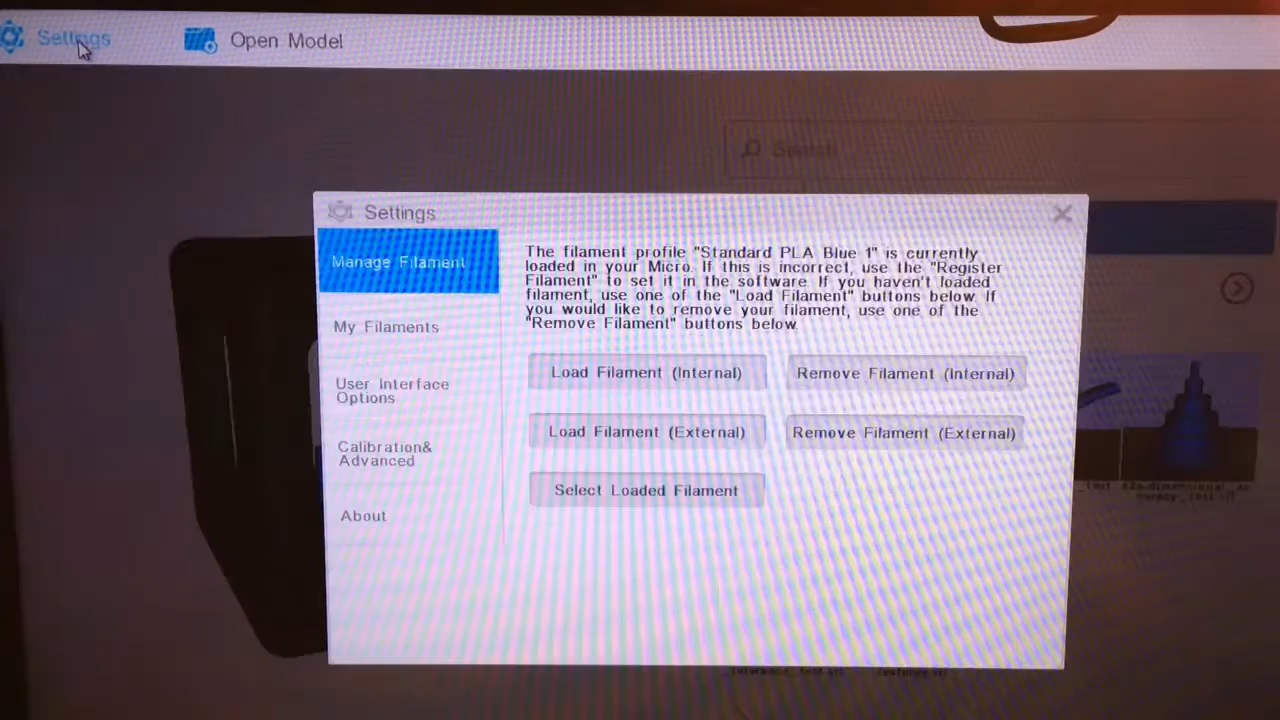 Settings
Open Model
Search
Settings
Manage Filament
The filament profile "Standard PLA Blue 1" is currently
loaded in your Micro. If this is incorrect, use the "Register
Filament" to set it in the software. If you haven't loaded
filament, use one of the "Load Filament" buttons below. If
you would like to remove your filament, use one of the
"Remove Filament" buttons below.
My Filaments
User Interface
Options
Calibration&
Advanced
About
Load Filament (Internal)
Remove Filament (Internal)
Load Filament (External)
Remove Filament (External)
Select Loaded Filament